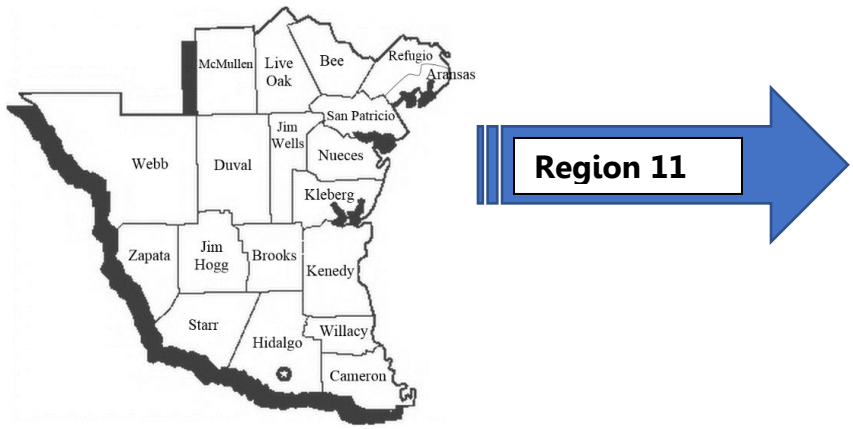 McMullen
Live
Oak
Bee
Refugio
Aransas
San Patricio
Jim
Wells
Nueces
Webb
Duval
Kleberg
Zapata
Jim
Hogg
Brooks
Kenedy
Starr
Hidalgo
Willacy
Cameron
Region 11